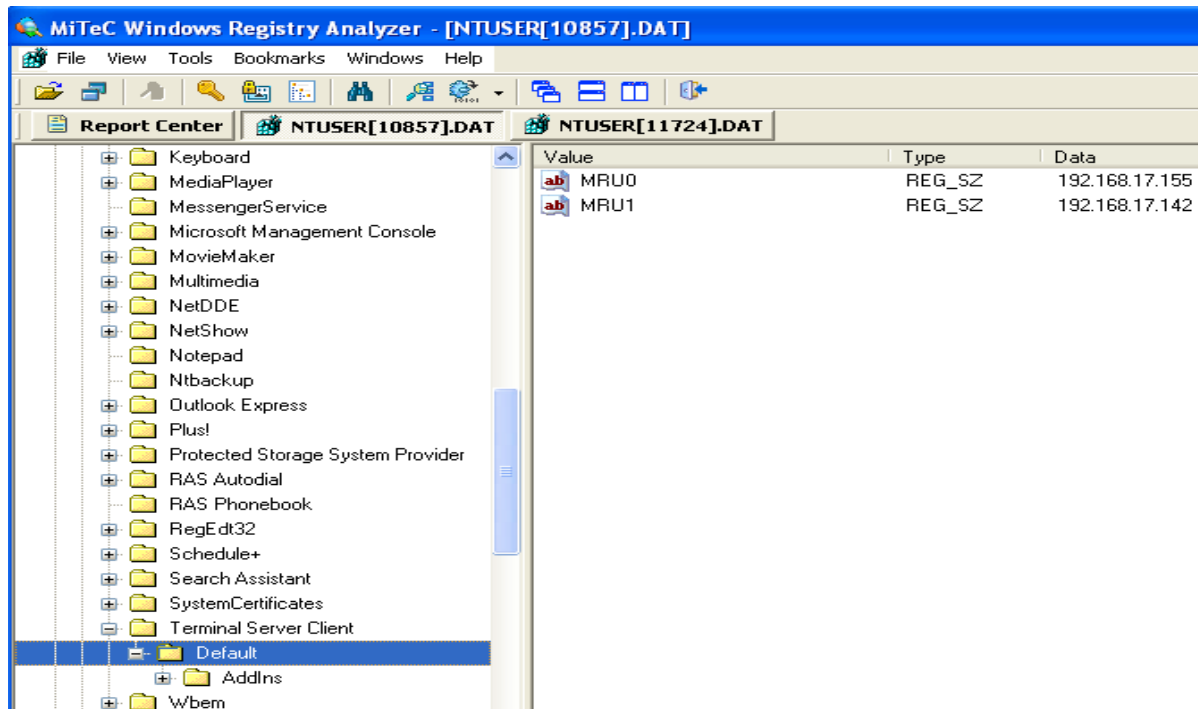 MiTeC Windows Registry Analyzer - [NTUSER[10857].DAT]
File View Tools Bookmarks Windows Help
Report Center NTUSER[10857].DAT NTUSER[11724].DAT
Keyboard
MediaPlayer
MessengerService
Microsoft Management Console
MovieMaker
Multimedia
NetDDE
NetShow
Notepad
Ntbackup
Outlook Express
Plus!
Protected Storage System Provider
RAS Autodial
RAS Phonebook
RegEdt32
Schedule+
Search Assistant
SystemCertificates
Terminal Server Client
Default
AddIns
Wbem
Value Type Data
ab MRU0 REG_SZ 192.168.17.155
ab MRU1 REG_SZ 192.168.17.142